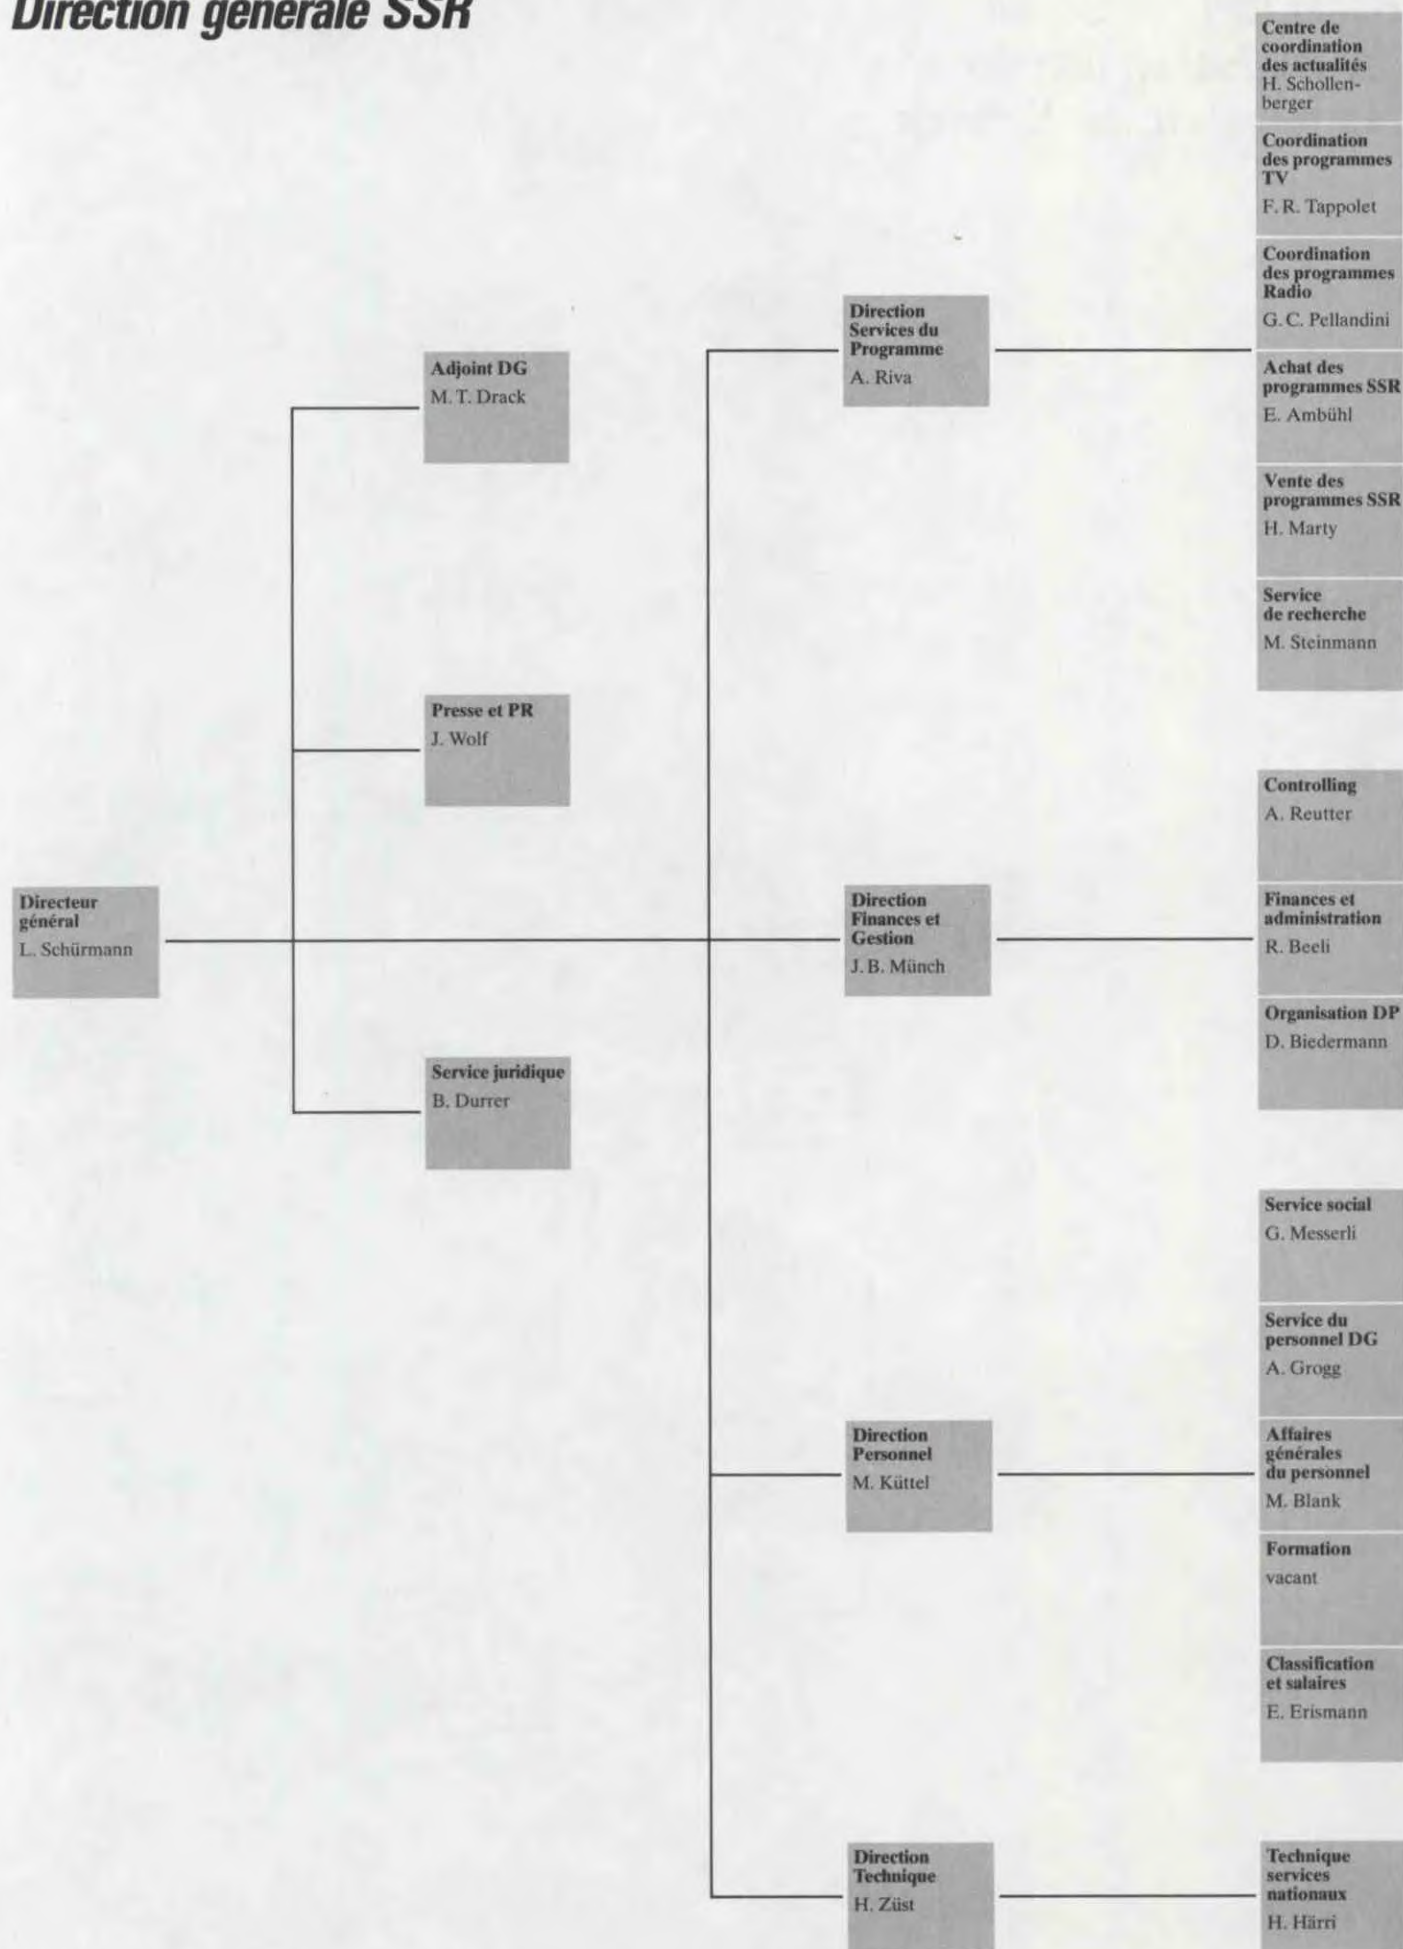 Direction générale SSR
Directeur
général
L. Schürmann
Adjoint DG
M. T. Drack
Presse et PR
J. Wolf
Service juridique
B. Durrer
Direction
Services du
Programme
A. Riva
Centre de
coordination
des actualités
H. Schollen-
berger
Coordination
des programmes
TV
F. R. Tappolet
Coordination
des programmes
Radio
G. C. Pellandini
Achat des
programmes SSR
E. Ambühl
Vente des
programmes SSR
H. Marty
Service
de recherche
M. Steinmann
Direction
Finances et
Gestion
J. B. Münch
Controlling
A. Reutter
Finances et
administration
R. Beeli
Organisation DP
D. Biedermann
Direction
Personnel
M. Küttel
Service social
G. Messerli
Service du
personnel DG
A. Grogg
Affaires
générales
du personnel
M. Blank
Formation
vacant
Classification
et salaires
E. Erismann
Direction
Technique
H. Züst
Technique
services
nationaux
H. Härri